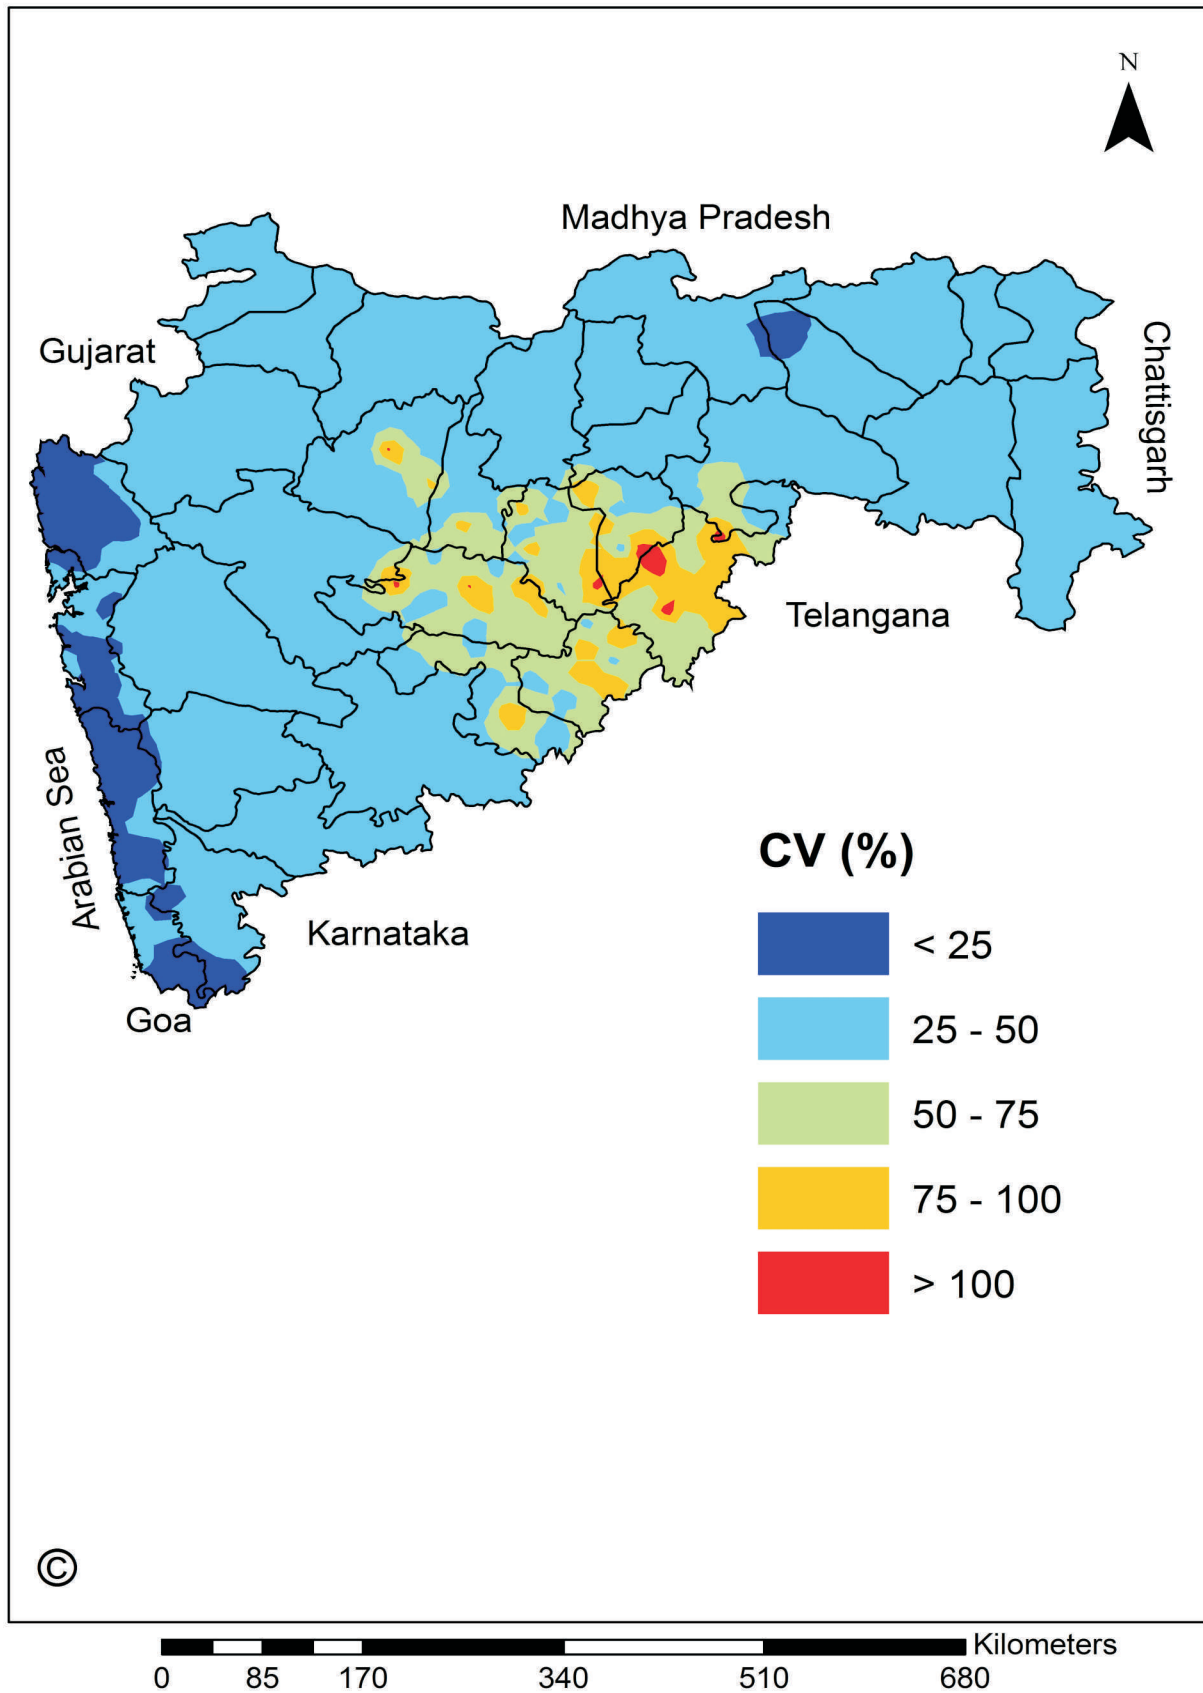 N
Madhya Pradesh
Gujarat
Chattisgarh
Telangana
Arabian Sea
Karnataka
Goa
CV (%)
< 25
25 - 50
50 - 75
75 - 100
> 100
©
Kilometers
0 85 170 340 510 680